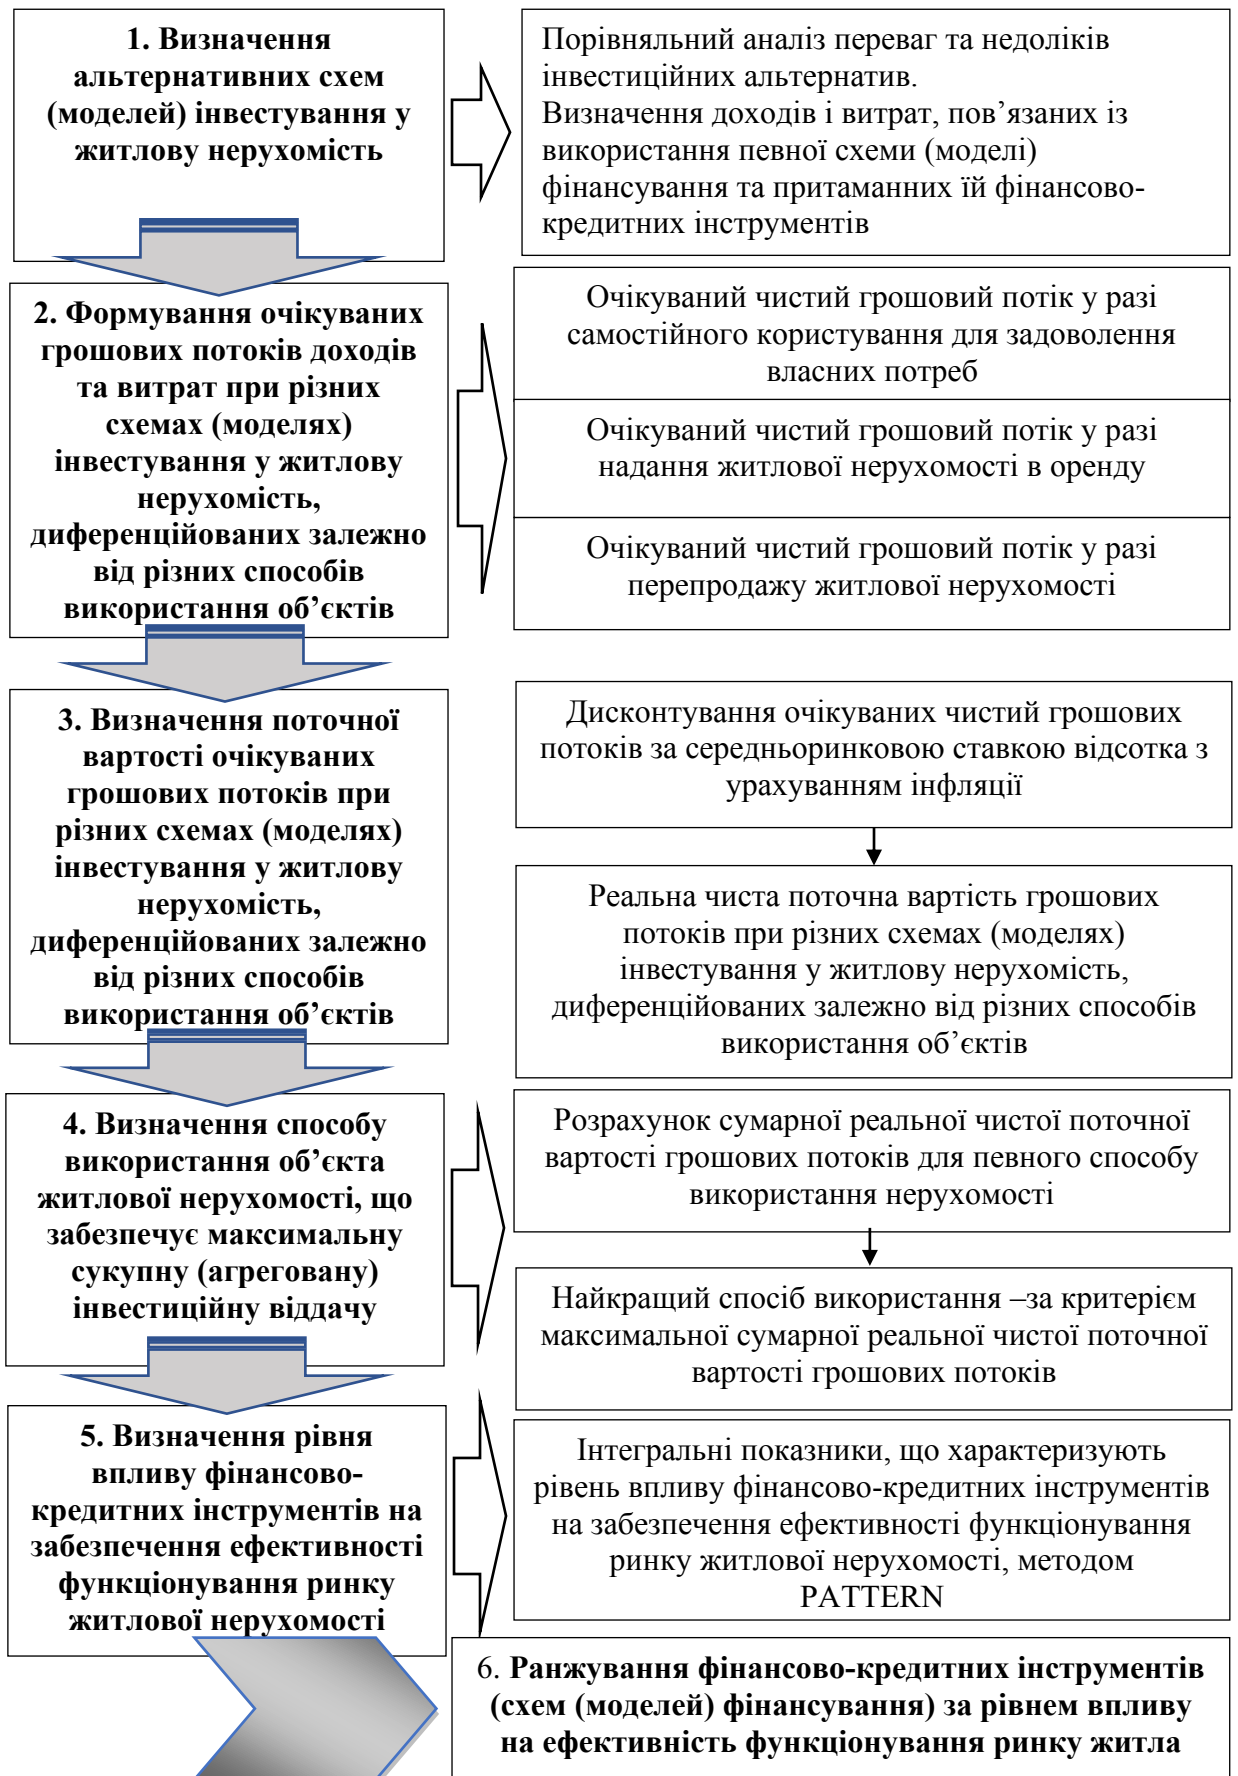 1. Визначення
альтернативних схем
(моделей) інвестування у
житлову нерухомість
Порівняльний аналіз переваг та недоліків
інвестиційних альтернатив.
Визначення доходів і витрат, пов’язаних із
використання певної схеми (моделі)
фінансування та притаманних їй фінансово-
кредитних інструментів
2. Формування очікуваних
грошових потоків доходів
та витрат при різних
схемах (моделях)
інвестування у житлову
нерухомість,
диференційованих залежно
від різних способів
використання об’єктів
Очікуваний чистий грошовий потік у разі
самостійного користування для задоволення
власних потреб
Очікуваний чистий грошовий потік у разі
надання житлової нерухомості в оренду
Очікуваний чистий грошовий потік у разі
перепродажу житлової нерухомості
3. Визначення поточної
вартості очікуваних
грошових потоків при
різних схемах (моделях)
інвестування у житлову
нерухомість,
диференційованих залежно
від різних способів
використання об’єктів
Дисконтування очікуваних чистий грошових
потоків за середньоринковою ставкою відсотка з
урахуванням інфляції
Реальна чиста поточна вартість грошових
потоків при різних схемах (моделях)
інвестування у житлову нерухомість,
диференційованих залежно від різних способів
використання об’єктів
4. Визначення способу
використання об’єкта
житлової нерухомості, що
забезпечує максимальну
сукупну (агреговану)
інвестиційну віддачу
Розрахунок сумарної реальної чистої поточної
вартості грошових потоків для певного способу
використання нерухомості
Найкращий спосіб використання –за критерієм
максимальної сумарної реальної чистої поточної
вартості грошових потоків
5. Визначення рівня
впливу фінансово-
кредитних інструментів на
забезпечення ефективності
функціонування ринку
житлової нерухомості
Інтегральні показники, що характеризують
рівень впливу фінансово-кредитних інструментів
на забезпечення ефективності функціонування
ринку житлової нерухомості, методом
PATTERN
6. Ранжування фінансово-кредитних інструментів
(схем (моделей) фінансування) за рівнем впливу
на ефективність функціонування ринку житла